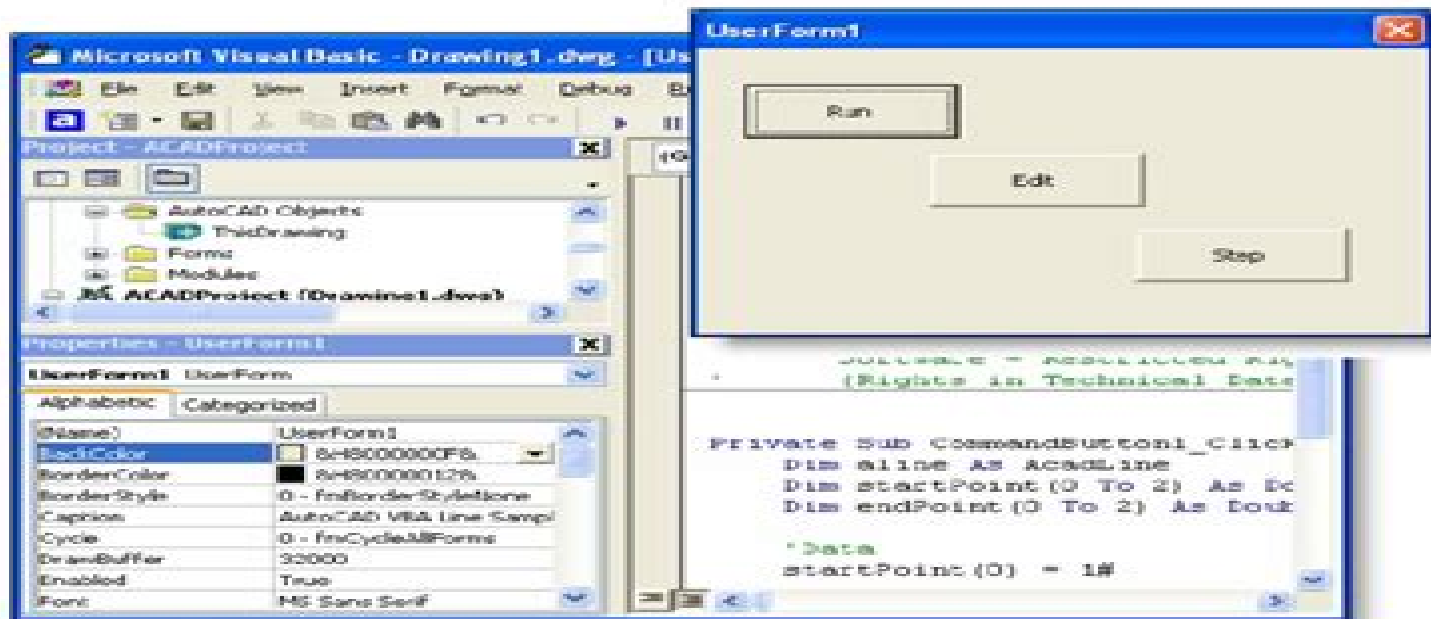 Microsoft Visual Basic - Drawing1.dwg - [Us
File Edit View Insert Format Debug
Project - ACADProject
AutoCAD Objects
ThisDrawing
Forms
Modules
ACADProject (Drawing1.dwg)
Properties - UserForm1
UserForm1 UserForm
Alphabetic Categorized
(Name) UserForm1
BackColor &H8000000F&
BorderColor &H80000012&
BorderStyle 0 - fmBorderStyleNone
Caption AutoCAD VBA Line Sampl
Cycle 0 - fmCycleAllForms
DrawBuffer 32000
Enabled True
Font MS Sans Serif
UserForm1
Run
Edit
Stop
Software - Restricted Rig
' (Rights in Technical Data
Private Sub CommandButton1_Click
Dim aline As AcadLine
Dim startPoint(0 To 2) As Do
Dim endPoint(0 To 2) As Doub
'Data
startPoint(0) = 1#